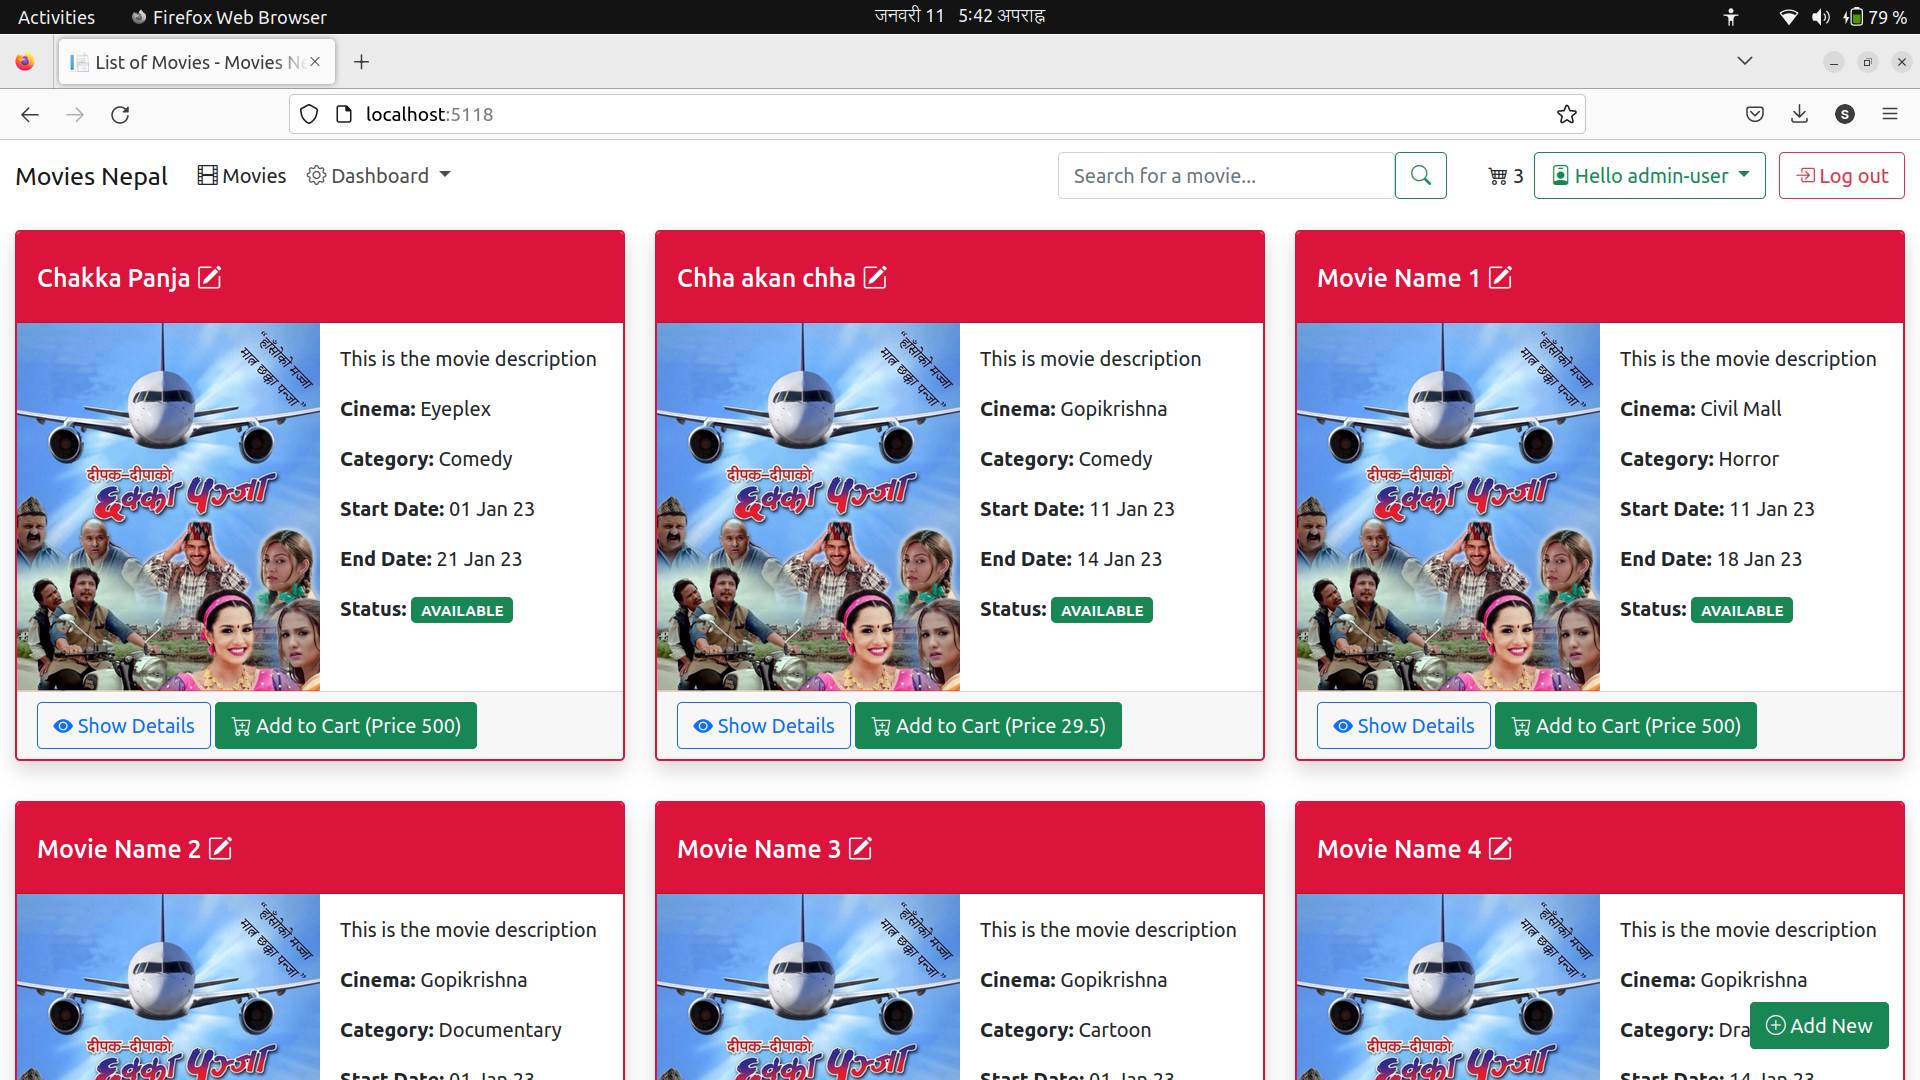 Activities Firefox Web Browser जनवरी 11 5:42 अपराह्न 79 %
List of Movies - Movies Ne
localhost:5118
Movies Nepal Movies Dashboard Search for a movie... 3 Hello admin-user Log out
Chakka Panja
"हाँसोको मज्जा
मात्र छक्का पन्जा"
दीपक-दीपाको
छक्का पन्जा
This is the movie description
Cinema: Eyeplex
Category: Comedy
Start Date: 01 Jan 23
End Date: 21 Jan 23
Status: AVAILABLE
Show Details Add to Cart (Price 500)
Chha akan chha
"हाँसोको मज्जा
मात्र छक्का पन्जा"
दीपक-दीपाको
छक्का पन्जा
This is movie description
Cinema: Gopikrishna
Category: Comedy
Start Date: 11 Jan 23
End Date: 14 Jan 23
Status: AVAILABLE
Show Details Add to Cart (Price 29.5)
Movie Name 1
"हाँसोको मज्जा
मात्र छक्का पन्जा"
दीपक-दीपाको
छक्का पन्जा
This is the movie description
Cinema: Civil Mall
Category: Horror
Start Date: 11 Jan 23
End Date: 18 Jan 23
Status: AVAILABLE
Show Details Add to Cart (Price 500)
Movie Name 2
"हाँसोको मज्जा
मात्र छक्का पन्जा"
दीपक-दीपाको
छक्का पन्जा
This is the movie description
Cinema: Gopikrishna
Category: Documentary
Start Date: 01 Jan 23
Movie Name 3
"हाँसोको मज्जा
मात्र छक्का पन्जा"
दीपक-दीपाको
छक्का पन्जा
This is the movie description
Cinema: Gopikrishna
Category: Cartoon
Start Date: 01 Jan 23
Movie Name 4
"हाँसोको मज्जा
मात्र छक्का पन्जा"
दीपक-दीपाको
छक्का पन्जा
This is the movie description
Cinema: Gopikrishna
Category: Dra
Start Date: 14 Jan 23
Add New